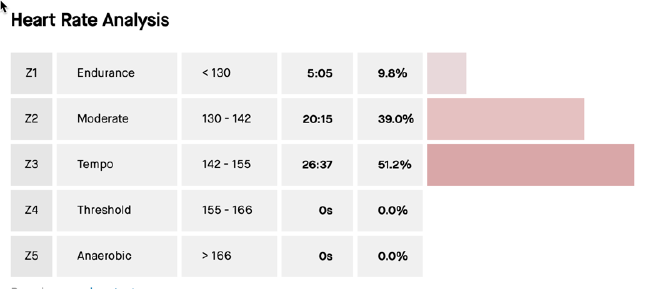 Heart Rate Analysis
Z1 Endurance < 130 5:05 9.8%
Z2 Moderate 130 - 142 20:15 39.0%
Z3 Tempo 142 - 155 26:37 51.2%
Z4 Threshold 155 - 166 0s 0.0%
Z5 Anaerobic > 166 0s 0.0%